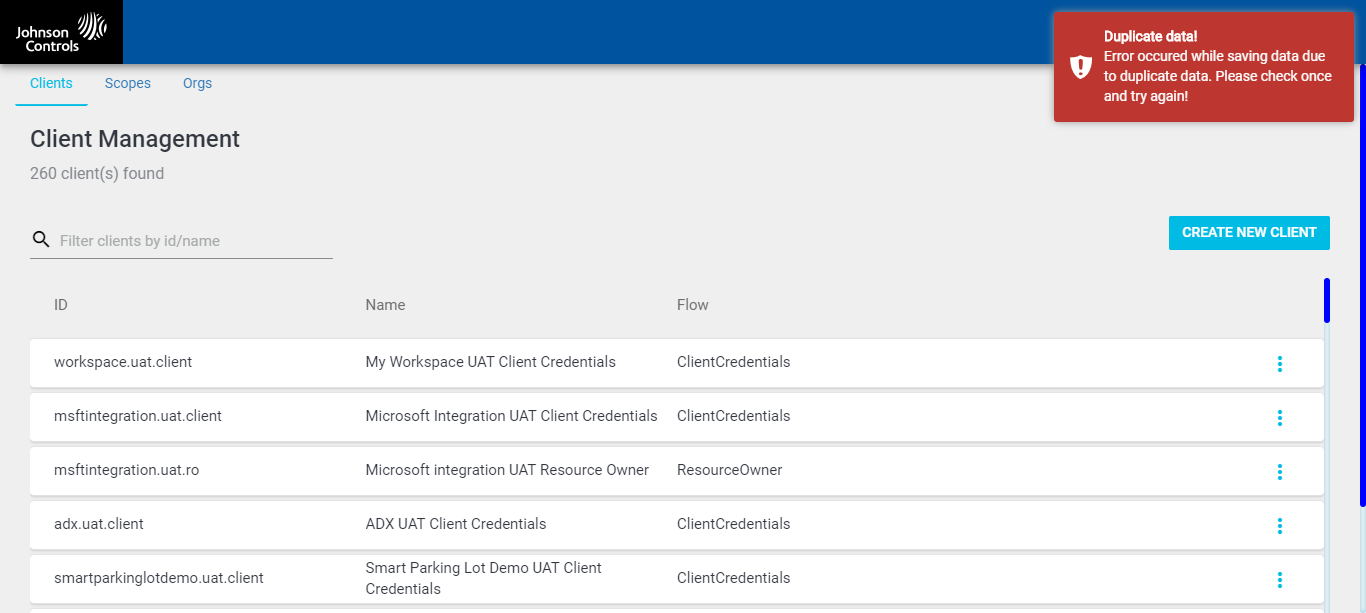 Johnson
Controls
Duplicate data!
Error occured while saving data due
to duplicate data. Please check once
and try again!
Clients Scopes Orgs
Client Management
260 client(s) found
Filter clients by id/name
CREATE NEW CLIENT
ID Name Flow
workspace.uat.client My Workspace UAT Client Credentials ClientCredentials
msftintegration.uat.client Microsoft Integration UAT Client Credentials ClientCredentials
msftintegration.uat.ro Microsoft integration UAT Resource Owner ResourceOwner
adx.uat.client ADX UAT Client Credentials ClientCredentials
smartparkinglotdemo.uat.client Smart Parking Lot Demo UAT Client ClientCredentials
Credentials